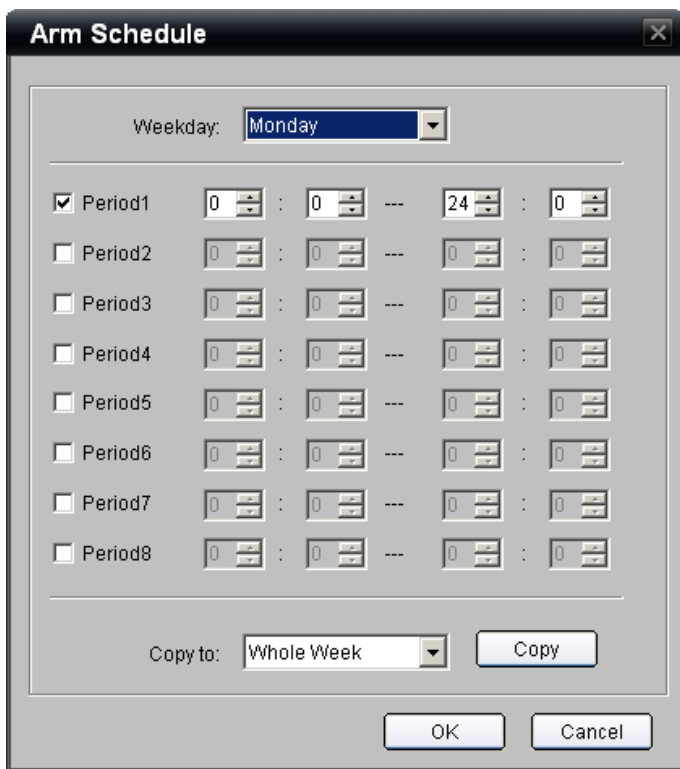 Arm Schedule
Weekday: Monday
Period1 0 : 0 --- 24 : 0
Period2 0 : 0 --- 0 : 0
Period3 0 : 0 --- 0 : 0
Period4 0 : 0 --- 0 : 0
Period5 0 : 0 --- 0 : 0
Period6 0 : 0 --- 0 : 0
Period7 0 : 0 --- 0 : 0
Period8 0 : 0 --- 0 : 0
Copy to: Whole Week Copy
OK Cancel